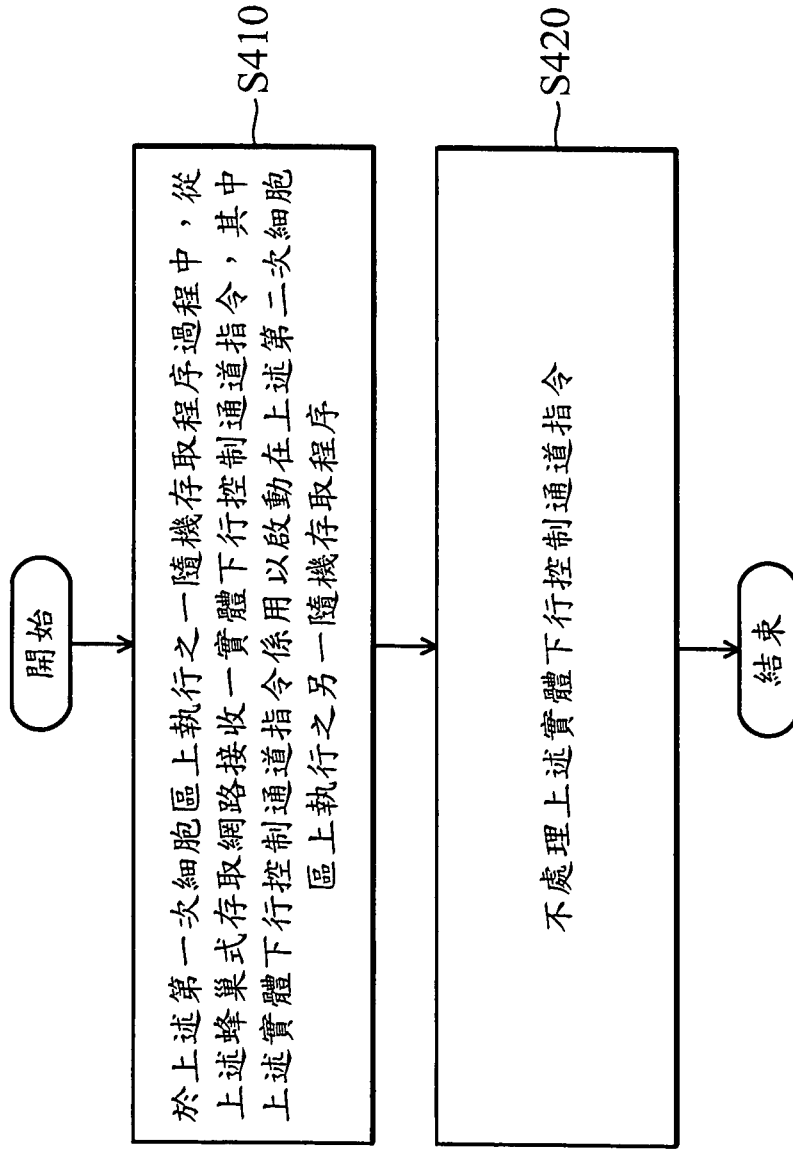 開始
於上述第一次細胞區上執行之一隨機存取程序過程中，從
上述蜂巢式存取網路接收一實體下行控制通道指令，其中
上述實體下行控制通道指令係用以啟動在上述第二次細胞
區上執行之另一隨機存取程序
S410
不處理上述實體下行控制通道指令
S420
結束